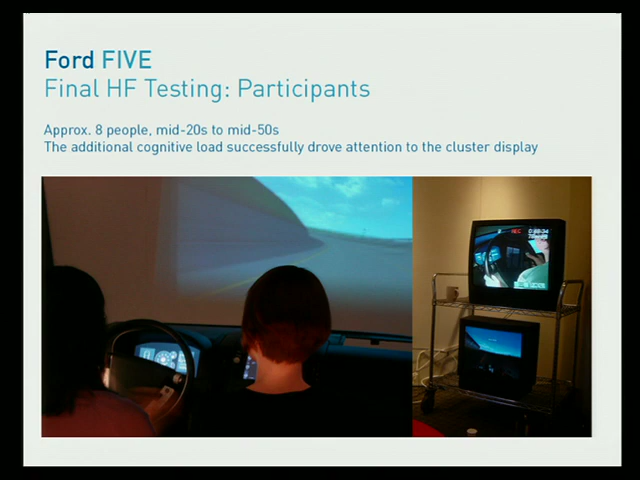 Ford FIVE
Final HF Testing: Participants
Approx. 8 people, mid-20s to mid-50s
The additional cognitive load successfully drove attention to the cluster display
REC